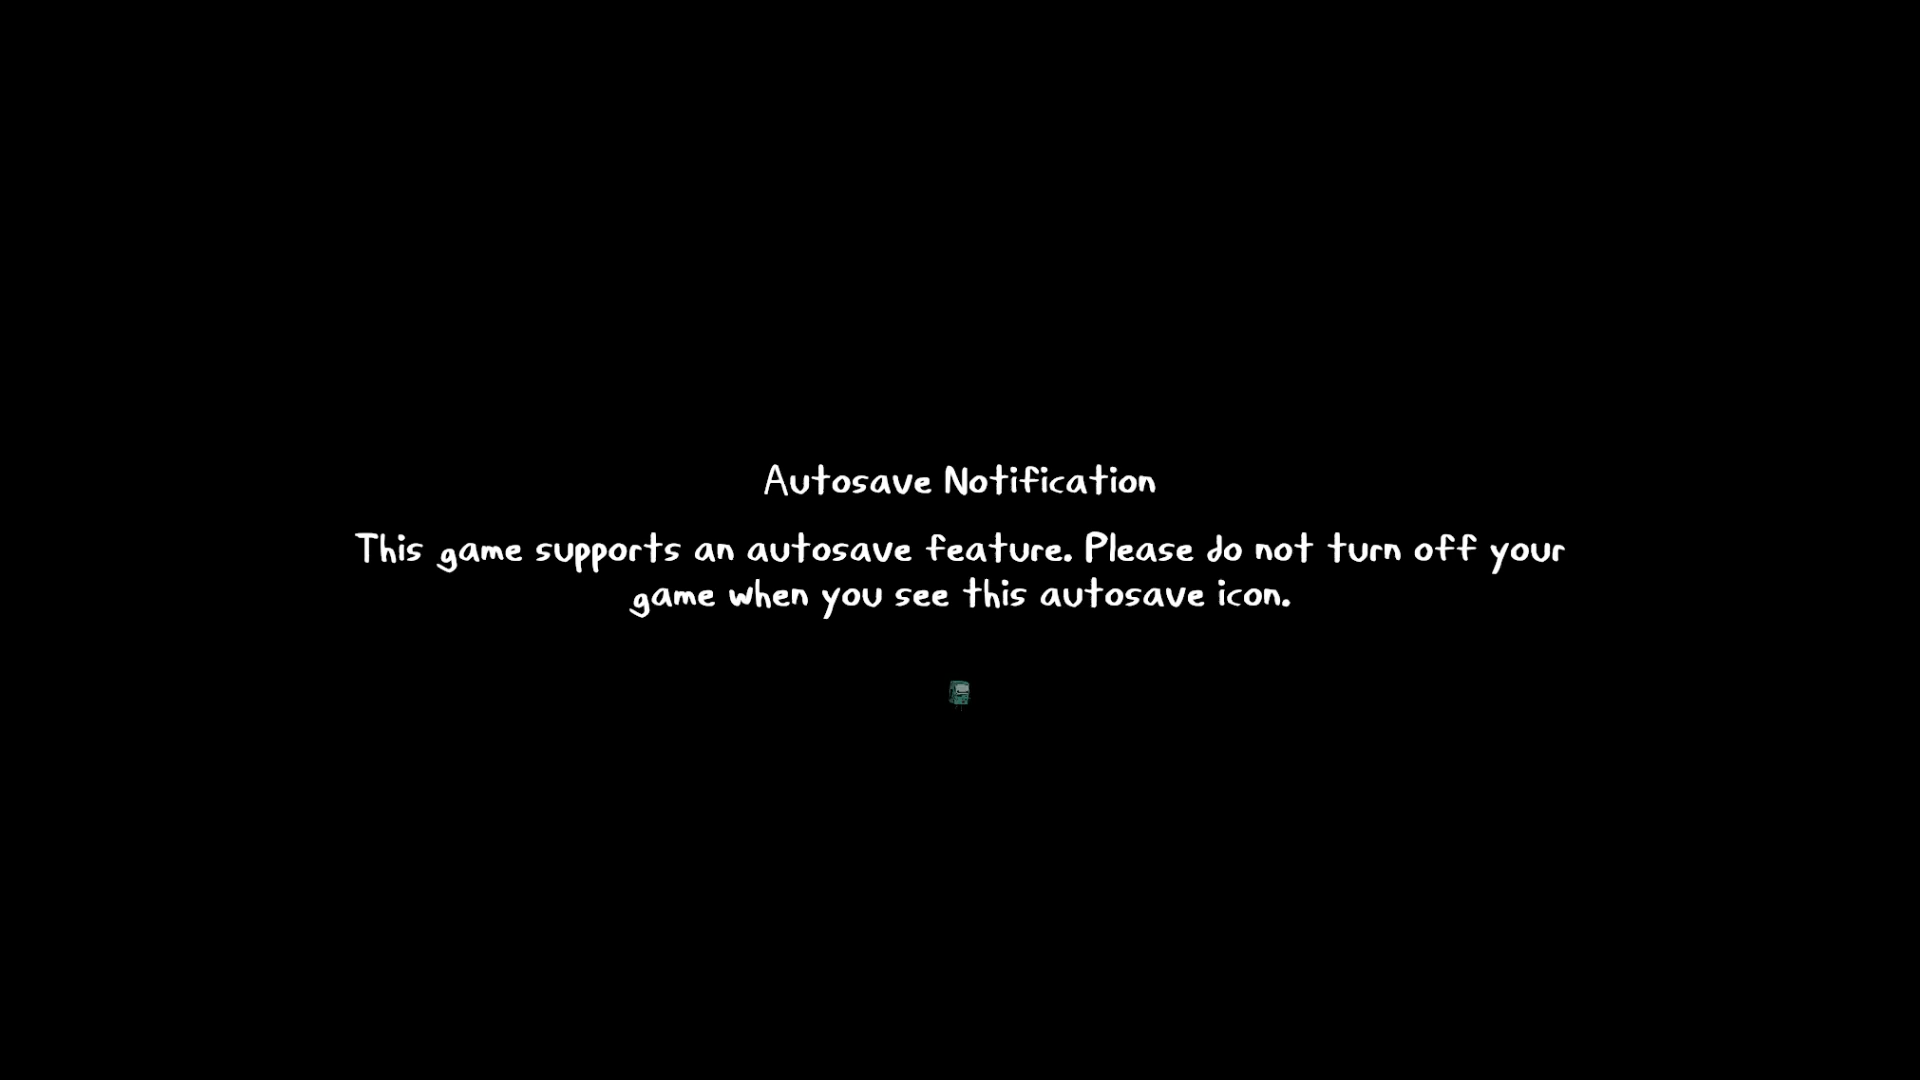 Autosave Notification
This game supports an autosave feature. Please do not turn off your
game when you see this autosave icon.